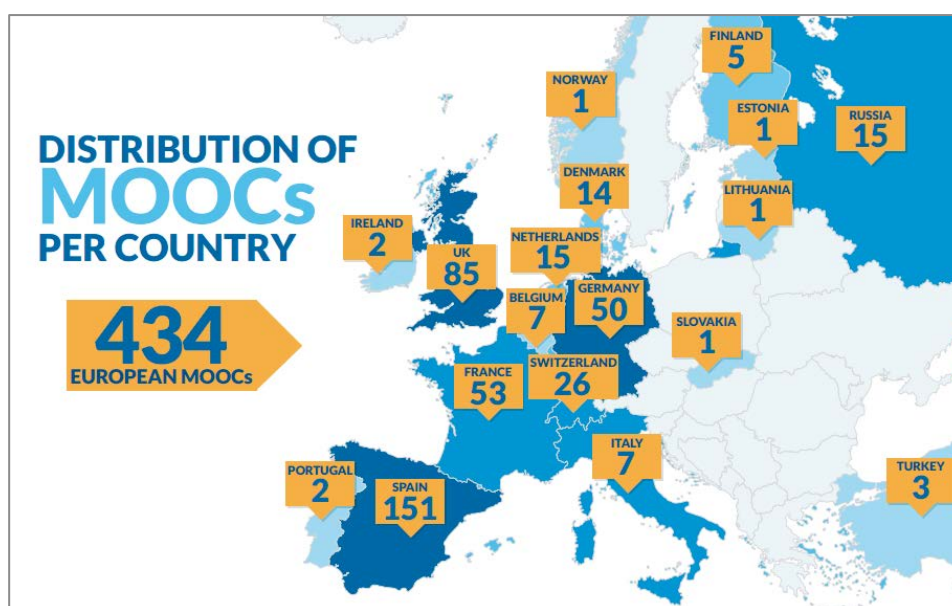 DISTRIBUTION OF
MOOCs
PER COUNTRY
434
EUROPEAN MOOCs
FINLAND
5
NORWAY
1
ESTONIA
1
RUSSIA
15
DENMARK
14
LITHUANIA
1
IRELAND
2
UK
85
NETHERLANDS
15
BELGIUM
7
GERMANY
50
SLOVAKIA
1
FRANCE
53
SWITZERLAND
26
ITALY
7
PORTUGAL
2
SPAIN
151
TURKEY
3